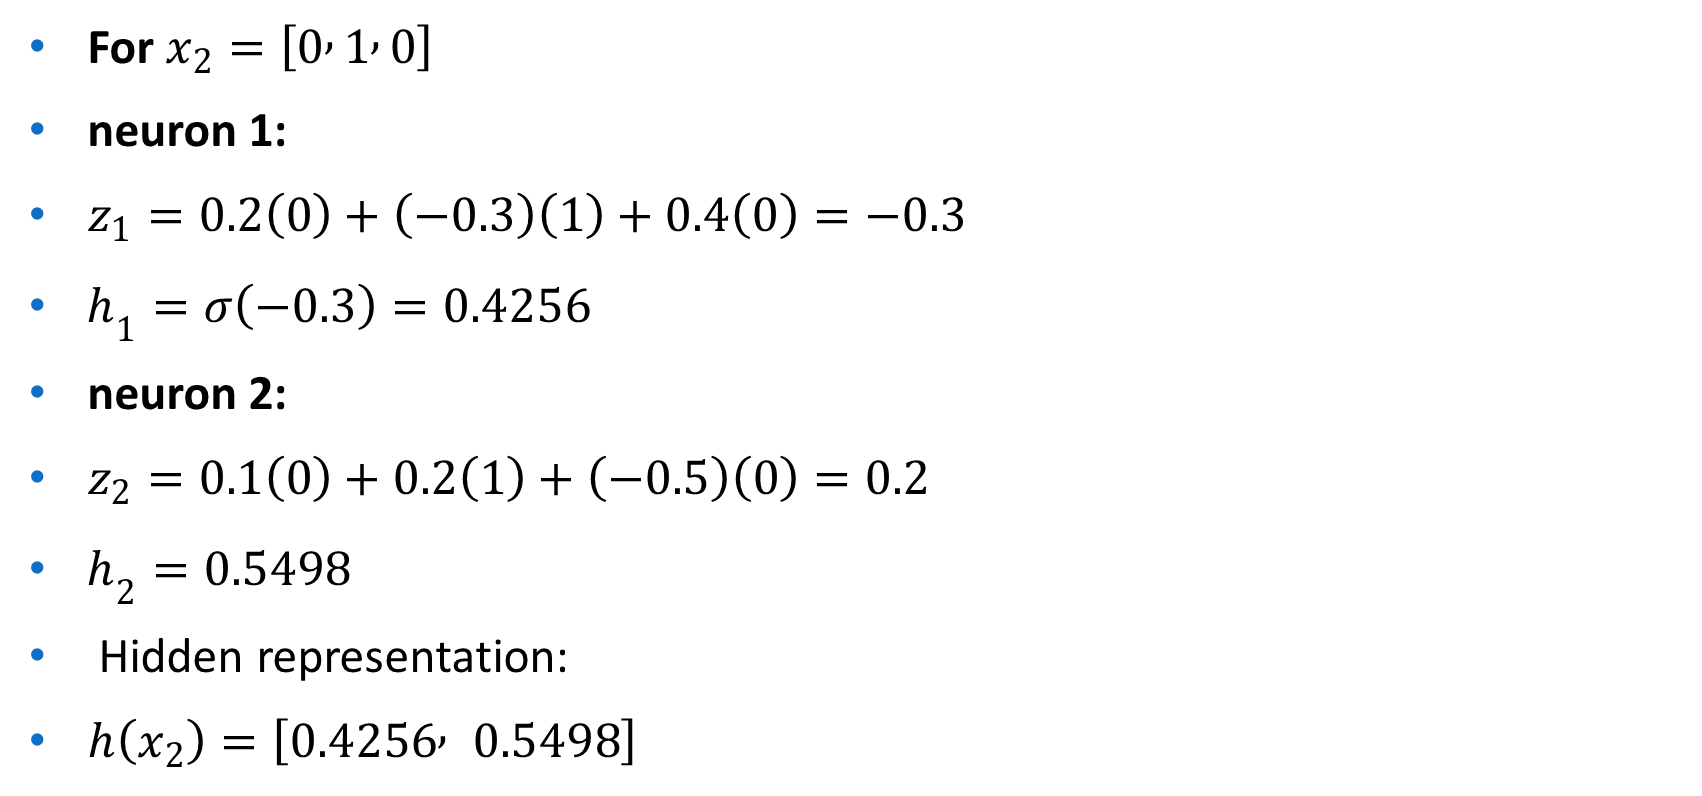 • For x₂ = [0, 1, 0]
• neuron 1:
• z₁ = 0.2(0) + (−0.3)(1) + 0.4(0) = −0.3
• h₁ = σ(−0.3) = 0.4256
• neuron 2:
• z₂ = 0.1(0) + 0.2(1) + (−0.5)(0) = 0.2
• h₂ = 0.5498
• Hidden representation:
• h(x₂) = [0.4256, 0.5498]